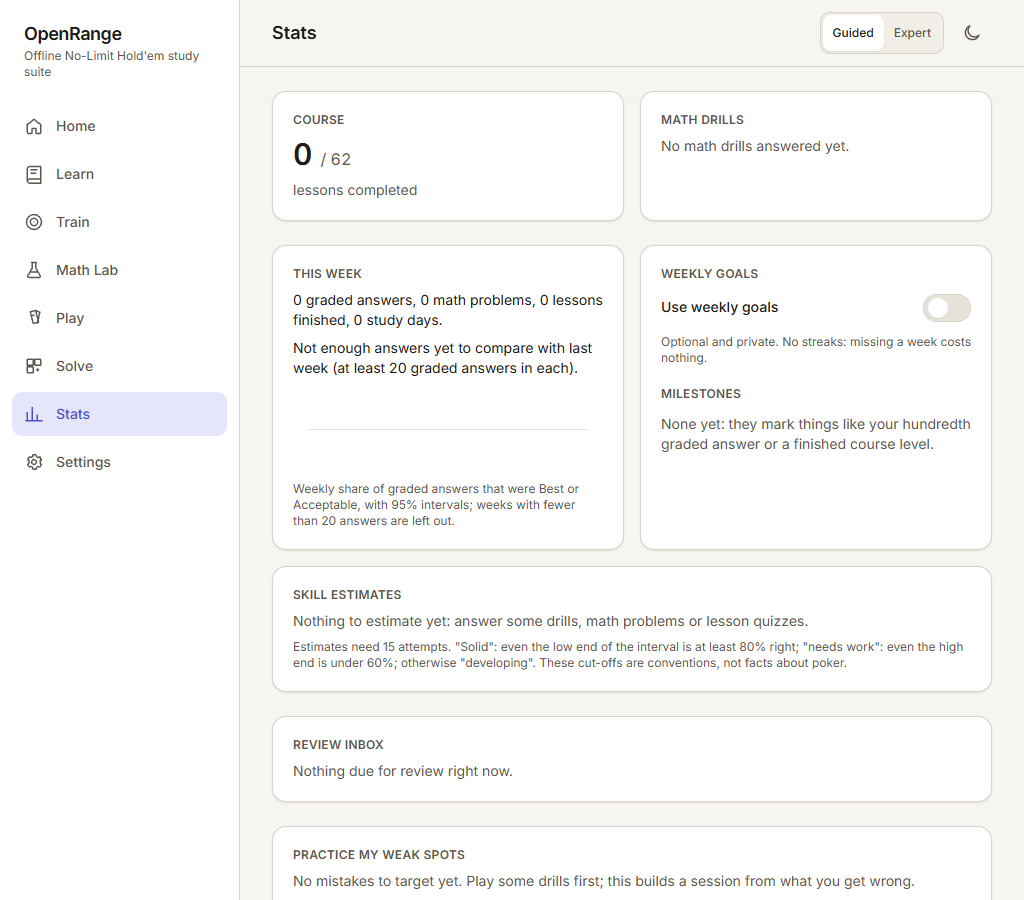 OpenRange
Offline No-Limit Hold'em study
suite
Home
Learn
Train
Math Lab
Play
Solve
Stats
Settings
Stats
Guided
Expert
COURSE
0 / 62
lessons completed
MATH DRILLS
No math drills answered yet.
THIS WEEK
0 graded answers, 0 math problems, 0 lessons
finished, 0 study days.
Not enough answers yet to compare with last
week (at least 20 graded answers in each).
Weekly share of graded answers that were Best or
Acceptable, with 95% intervals; weeks with fewer
than 20 answers are left out.
WEEKLY GOALS
Use weekly goals
Optional and private. No streaks: missing a week costs
nothing.
MILESTONES
None yet: they mark things like your hundredth
graded answer or a finished course level.
SKILL ESTIMATES
Nothing to estimate yet: answer some drills, math problems or lesson quizzes.
Estimates need 15 attempts. "Solid": even the low end of the interval is at least 80% right; "needs work": even the high
end is under 60%; otherwise "developing". These cut-offs are conventions, not facts about poker.
REVIEW INBOX
Nothing due for review right now.
PRACTICE MY WEAK SPOTS
No mistakes to target yet. Play some drills first; this builds a session from what you get wrong.